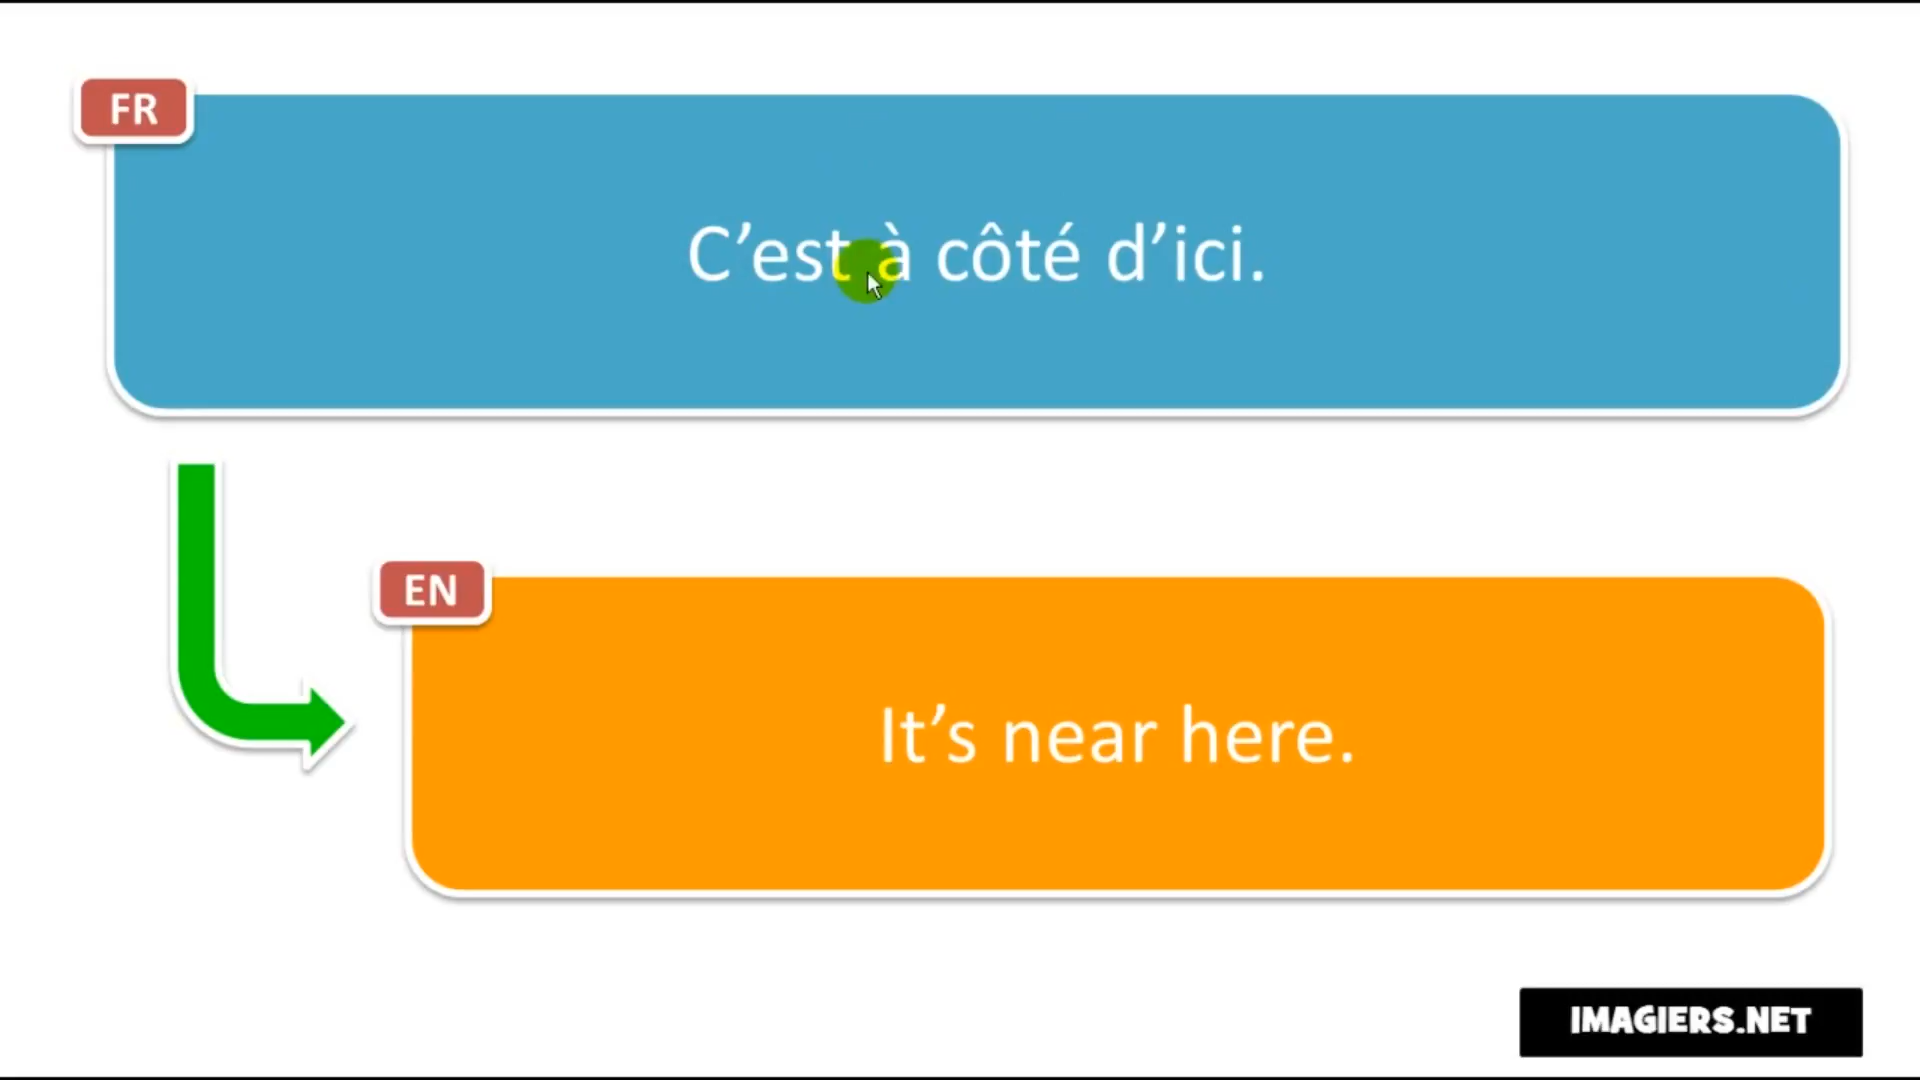 FR
C’est à côté d’ici.
EN
It’s near here.
IMAGIERS.NET